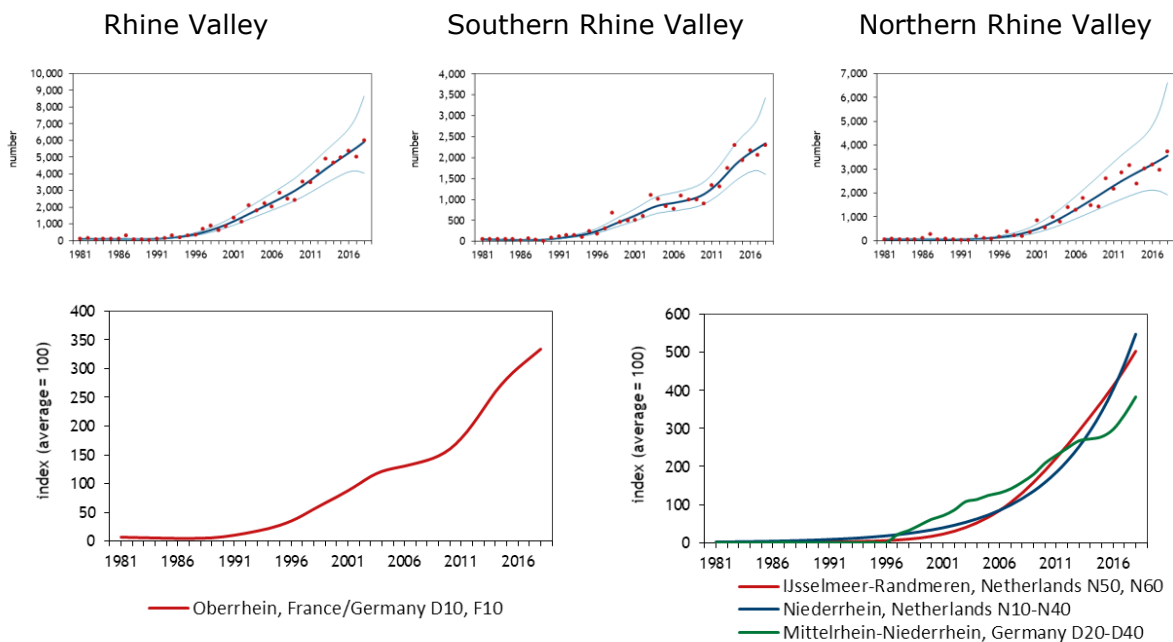 Rhine Valley
Southern Rhine Valley
Northern Rhine Valley
number
10,000
9,000
8,000
7,000
6,000
5,000
4,000
3,000
2,000
1,000
0
1981 1986 1991 1996 2001 2006 2011 2016
number
4,000
3,500
3,000
2,500
2,000
1,500
1,000
500
0
1981 1986 1991 1996 2001 2006 2011 2016
number
7,000
6,000
5,000
4,000
3,000
2,000
1,000
0
1981 1986 1991 1996 2001 2006 2011 2016
index (average = 100)
400
350
300
250
200
150
100
50
0
1981 1986 1991 1996 2001 2006 2011 2016
Oberrhein, France/Germany D10, F10
index (average = 100)
600
500
400
300
200
100
0
1981 1986 1991 1996 2001 2006 2011 2016
IJsselmeer-Randmeren, Netherlands N50, N60
Niederrhein, Netherlands N10-N40
Mittelrhein-Niederrhein, Germany D20-D40